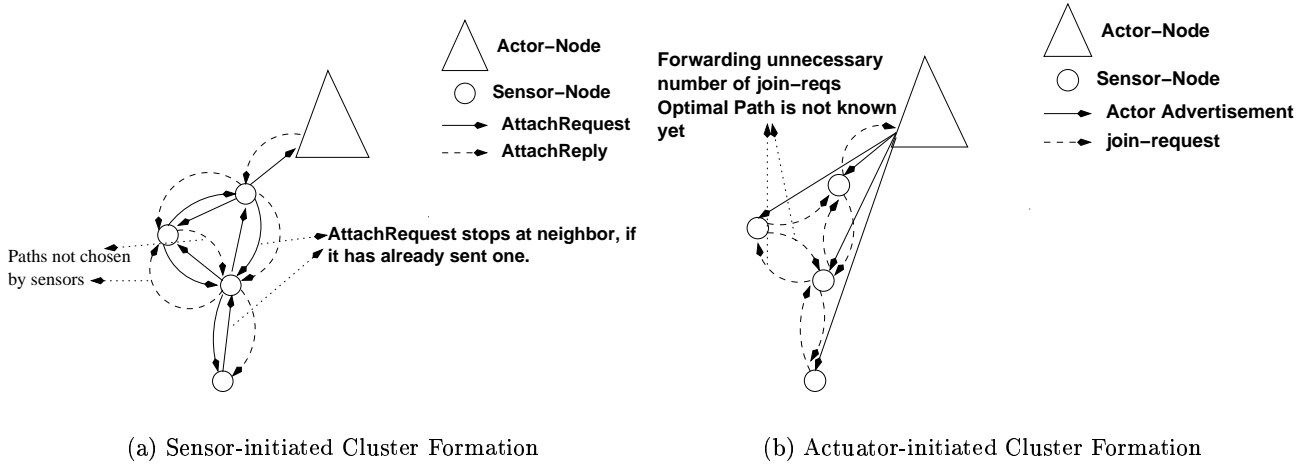 Actor–Node
Sensor–Node
AttachRequest
AttachReply
Paths not chosen
by sensors
AttachRequest stops at neighbor, if
it has already sent one.
(a) Sensor-initiated Cluster Formation
Forwarding unnecessary
number of join–reqs
Optimal Path is not known
yet
Actor–Node
Sensor–Node
Actor Advertisement
join–request
(b) Actuator-initiated Cluster Formation